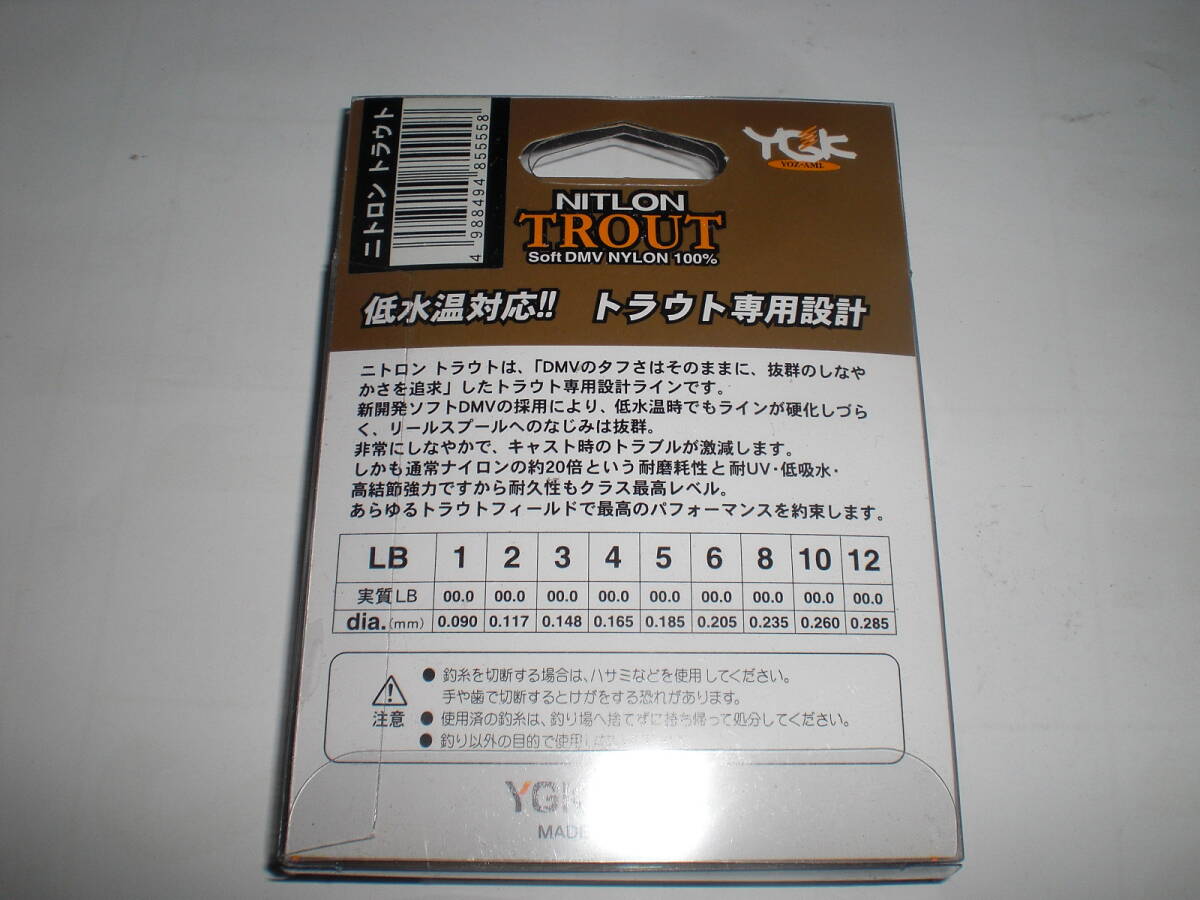 ニトロン トラウト
4 988494 855558
YGK
YOZ-AMI.
NITLON
TROUT
Soft DMV NYLON 100%
低水温対応!! トラウト専用設計
ニトロン トラウトは、「DMVのタフさはそのままに、抜群のしなや
かさを追求」したトラウト専用設計ラインです。
新開発ソフトDMVの採用により、低水温時でもラインが硬化しづら
く、リールスプールへのなじみは抜群。
非常にしなやかで、キャスト時のトラブルが激減します。
しかも通常ナイロンの約20倍という耐磨耗性と耐UV・低吸水・
高結節強力ですから耐久性もクラス最高レベル。
あらゆるトラウトフィールドで最高のパフォーマンスを約束します。
LB 1 2 3 4 5 6 8 10 12
実質LB 00.0 00.0 00.0 00.0 00.0 00.0 00.0 00.0 00.0
dia.(mm) 0.090 0.117 0.148 0.165 0.185 0.205 0.235 0.260 0.285
注意
● 釣糸を切断する場合は、ハサミなどを使用してください。
手や歯で切断するとけがをする恐れがあります。
● 使用済の釣糸は、釣り場へ捨てずに持ち帰って処分してください。
● 釣り以外の目的で使用し
YGK
MADE